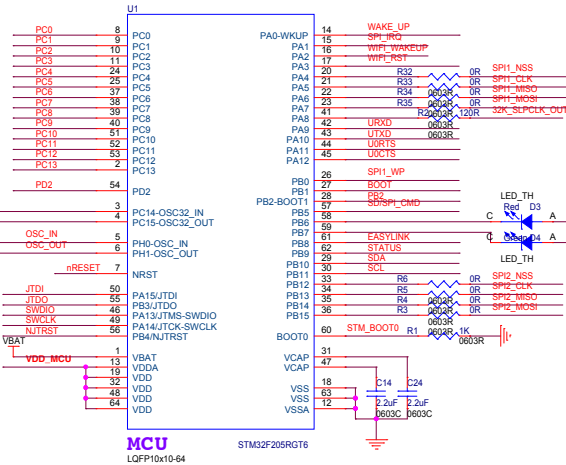 U1
PC0 8 PC0 PA0-WKUP 14 WAKE_UP
PC1 9 PC1 PA1 15 SPI_IRQ
PC2 10 PC2 PA2 16 WIFI_WAKEUP
PC3 11 PC3 PA3 17 WIFI_RST
PC4 24 PC4 PA4 20 R32 0R SPI1_NSS
PC5 25 PC5 PA5 21 R33 0603R 0R SPI1_CLK
PC6 37 PC6 PA6 22 R34 0603R 0R SPI1_MISO
PC7 38 PC7 PA7 23 R35 0603R 0R SPI1_MOSI
PC8 39 PC8 PA8 41 0603R 120R 32K_SLPCLK_OUT
PC9 40 PC9 PA9 42 URXD 0603R
PC10 51 PC10 PA10 43 UTXD
PC11 52 PC11 PA11 44 U0RTS
PC12 53 PC12 PA12 45 U0CTS
PC13 2 PC13
PB0 26 SPI1_WP
PD2 54 PD2 PB1 27 BOOT
PB2-BOOT1 28 PB2
3 PC14-OSC32_IN PB5 57 SD/SPI_CMD
4 PC15-OSC32_OUT PB6 58
LED_TH
Red D3
C A
PB7 59
OSC_IN 5 PH0-OSC_IN PB8 61 EASYLINK
C Green D4 A
OSC_OUT 6 PH1-OSC_OUT PB9 62 STATUS
LED_TH
PB10 29 SDA
nRESET 7 NRST PB11 30 SCL
PB12 33 R6 0R SPI2_NSS
JTDI 50 PA15/JTDI PB13 34 R5 0603R 0R SPI2_CLK
JTDO 55 PB3/JTDO PB14 35 R4 0603R 0R SPI2_MISO
SWDIO 46 PA13/JTMS-SWDIO PB15 36 R3 0603R 0R SPI2_MOSI
SWCLK 49 PA14/JTCK-SWCLK 0603R
NJTRST 56 PB4/NJTRST BOOT0 60 STM_BOOT0 R1 1K
0603R
VBAT
1 VBAT VCAP 31
VDD_MCU 13 VDDA VCAP 47
19 VDD
32 VDD VSS 18 C14 C24
48 VDD VSS 63 2.2uF 2.2uF
64 VDD VSSA 12 0603C 0603C
MCU STM32F205RGT6
LQFP10x10-64